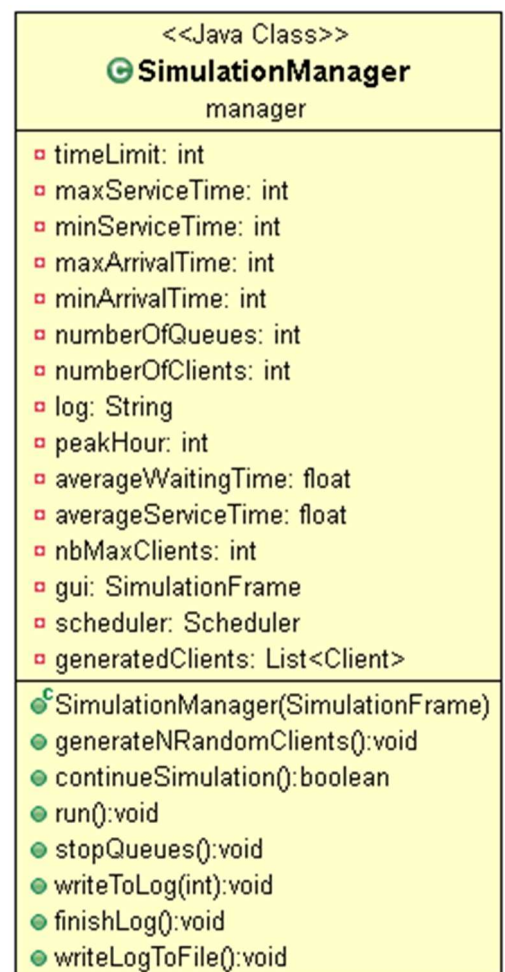 <<Java Class>>
SimulationManager
manager
timeLimit: int
maxServiceTime: int
minServiceTime: int
maxArrivalTime: int
minArrivalTime: int
numberOfQueues: int
numberOfClients: int
log: String
peakHour: int
averageWaitingTime: float
averageServiceTime: float
nbMaxClients: int
gui: SimulationFrame
scheduler: Scheduler
generatedClients: List<Client>
SimulationManager(SimulationFrame)
generateNRandomClients():void
continueSimulation():boolean
run():void
stopQueues():void
writeToLog(int):void
finishLog():void
writeLogToFile():void